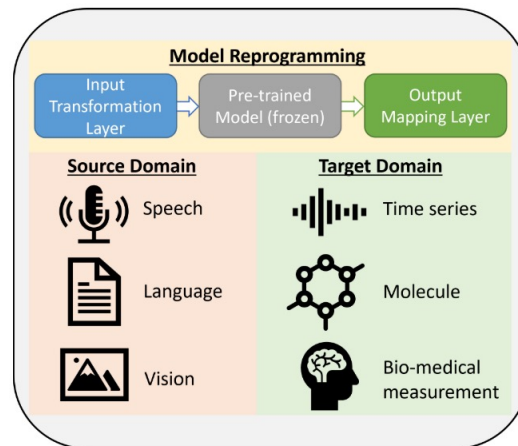 Model Reprogramming
Input
Transformation
Layer
Pre-trained
Model (frozen)
Output
Mapping Layer
Source Domain
Speech
Language
Vision
Target Domain
Time series
Molecule
Bio-medical
measurement